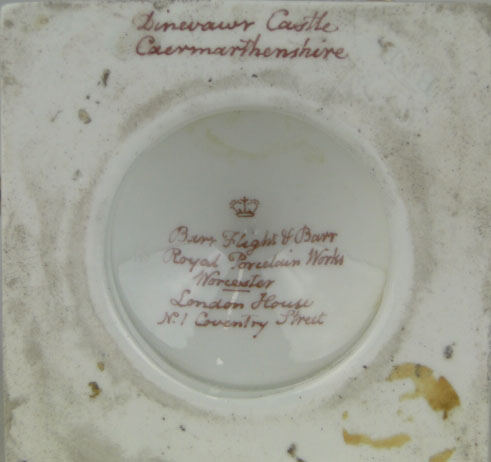 Dinevawr Castle
Caermarthenshire
Barr Flight & Barr
Royal Porcelain Works
Worcester
London House
No. 1 Coventry Street